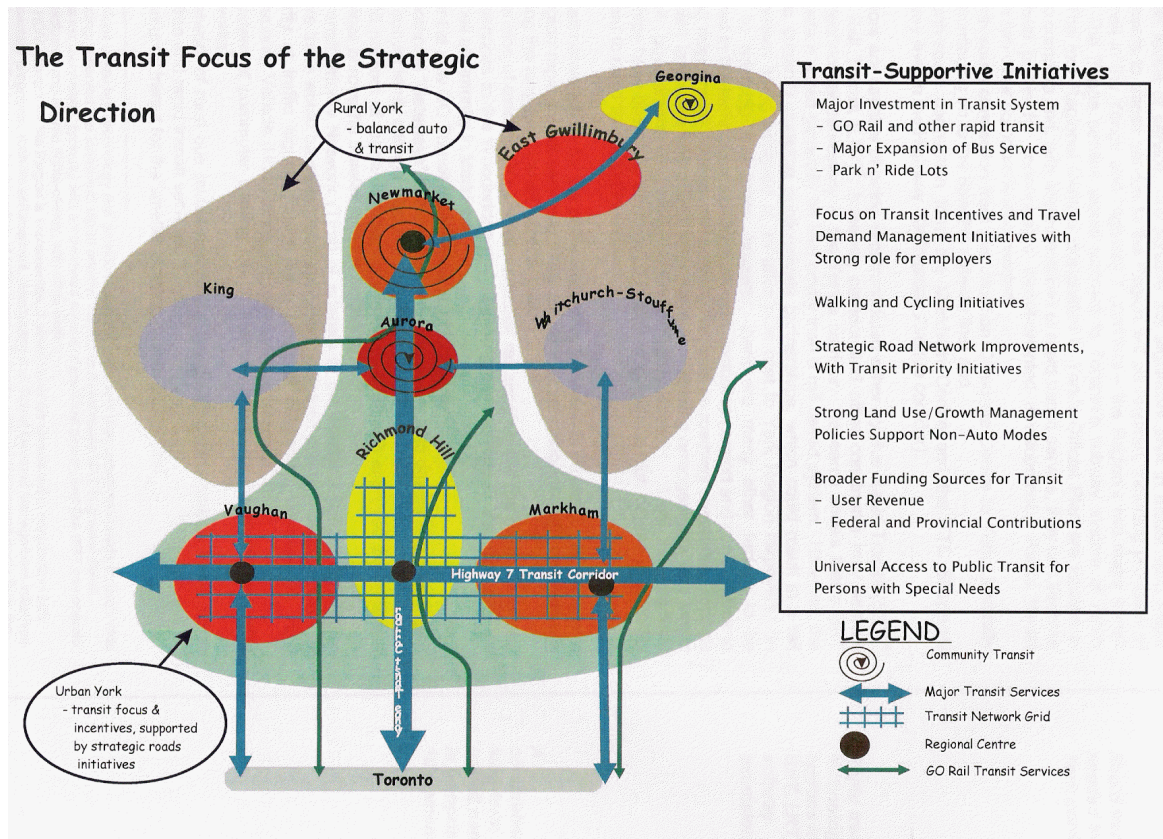 The Transit Focus of the Strategic
Direction
Rural York
- balanced auto
& transit
Georgina
East Gwillimbury
Newmarket
King
Aurora
Whitchurch-Stouffville
Richmond Hill
Vaughan
Markham
Highway 7 Transit Corridor
Urban York
- transit focus &
incentives, supported
by strategic roads
initiatives
Toronto
Transit-Supportive Initiatives
Major Investment in Transit System
- GO Rail and other rapid transit
- Major Expansion of Bus Service
- Park n' Ride Lots
Focus on Transit Incentives and Travel
Demand Management Initiatives with
Strong role for employers
Walking and Cycling Initiatives
Strategic Road Network Improvements,
With Transit Priority Initiatives
Strong Land Use/Growth Management
Policies Support Non-Auto Modes
Broader Funding Sources for Transit
- User Revenue
- Federal and Provincial Contributions
Universal Access to Public Transit for
Persons with Special Needs
LEGEND
Community Transit
Major Transit Services
Transit Network Grid
Regional Centre
GO Rail Transit Services